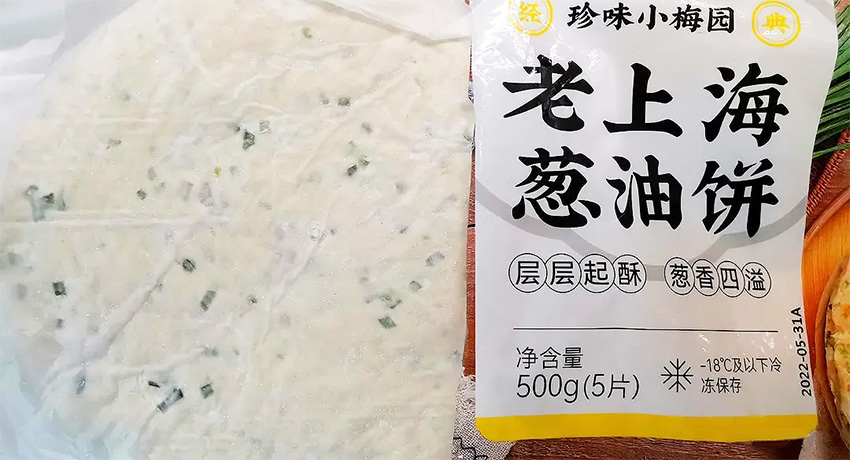 经 珍味小梅园 典
老上海
葱油饼
层层起酥 葱香四溢
净含量
500g(5片)
-18℃及以下冷
冻保存
2022-05-31A